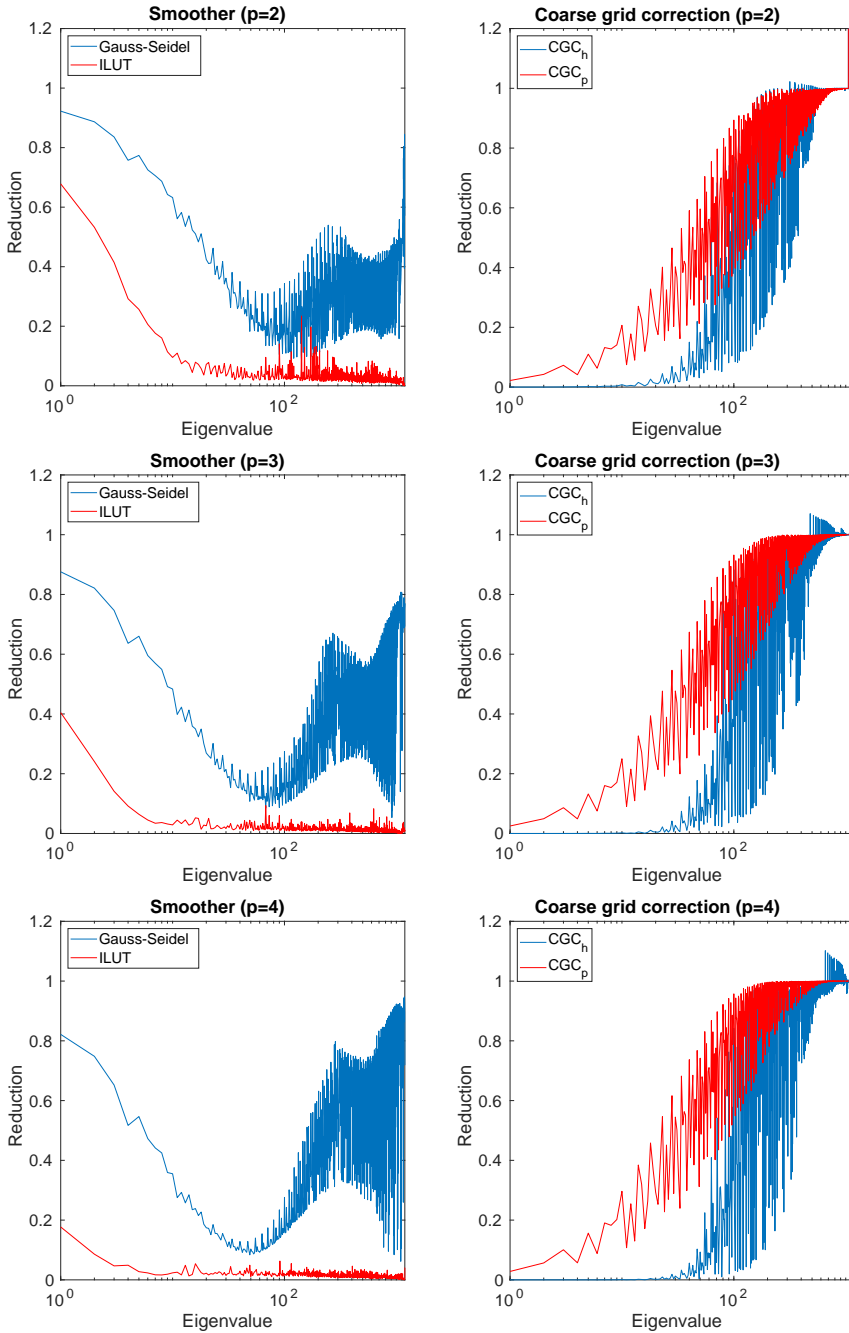 Smoother (p=2)
1.2
1
0.8
0.6
0.4
0.2
0
Reduction
Gauss-Seidel
ILUT
10^0
10^2
Eigenvalue
Coarse grid correction (p=2)
1.2
1
0.8
0.6
0.4
0.2
0
Reduction
CGC_h
CGC_p
10^0
10^2
Eigenvalue
Smoother (p=3)
1.2
1
0.8
0.6
0.4
0.2
0
Reduction
Gauss-Seidel
ILUT
10^0
10^2
Eigenvalue
Coarse grid correction (p=3)
1.2
1
0.8
0.6
0.4
0.2
0
Reduction
CGC_h
CGC_p
10^0
10^2
Eigenvalue
Smoother (p=4)
1.2
1
0.8
0.6
0.4
0.2
0
Reduction
Gauss-Seidel
ILUT
10^0
10^2
Eigenvalue
Coarse grid correction (p=4)
1.2
1
0.8
0.6
0.4
0.2
0
Reduction
CGC_h
CGC_p
10^0
10^2
Eigenvalue